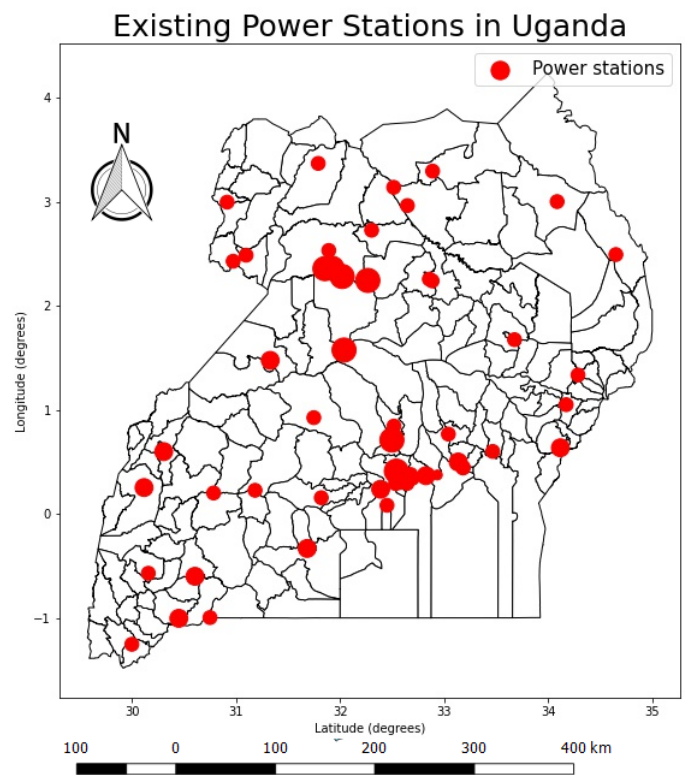 Existing Power Stations in Uganda
Power stations
N
4
3
2
1
0
−1
Longitude (degrees)
30 31 32 33 34 35
Latitude (degrees)
100 0 100 200 300 400 km